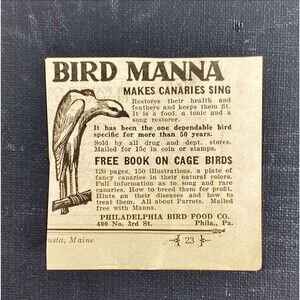 BIRD MANNA
MAKES CANARIES SING
Restores their health and
feathers and keeps them fit.
It is a food, a tonic and a
song restorer.
It has been the one dependable bird
specific for more than 50 years.
Sold by all drug and dept. stores.
Mailed for 15c in coin or stamps.
FREE BOOK ON CAGE BIRDS
120 pages, 150 illustrations, a plate of
fancy canaries in their natural colors.
Full information as to song and rare
canaries. How to breed them for profit.
Hints on their diseases and how to
treat them. All about Parrots. Mailed
free with Manna.
PHILADELPHIA BIRD FOOD CO.
400 No. 3rd St. Phila., Pa.
usta, Maine
23